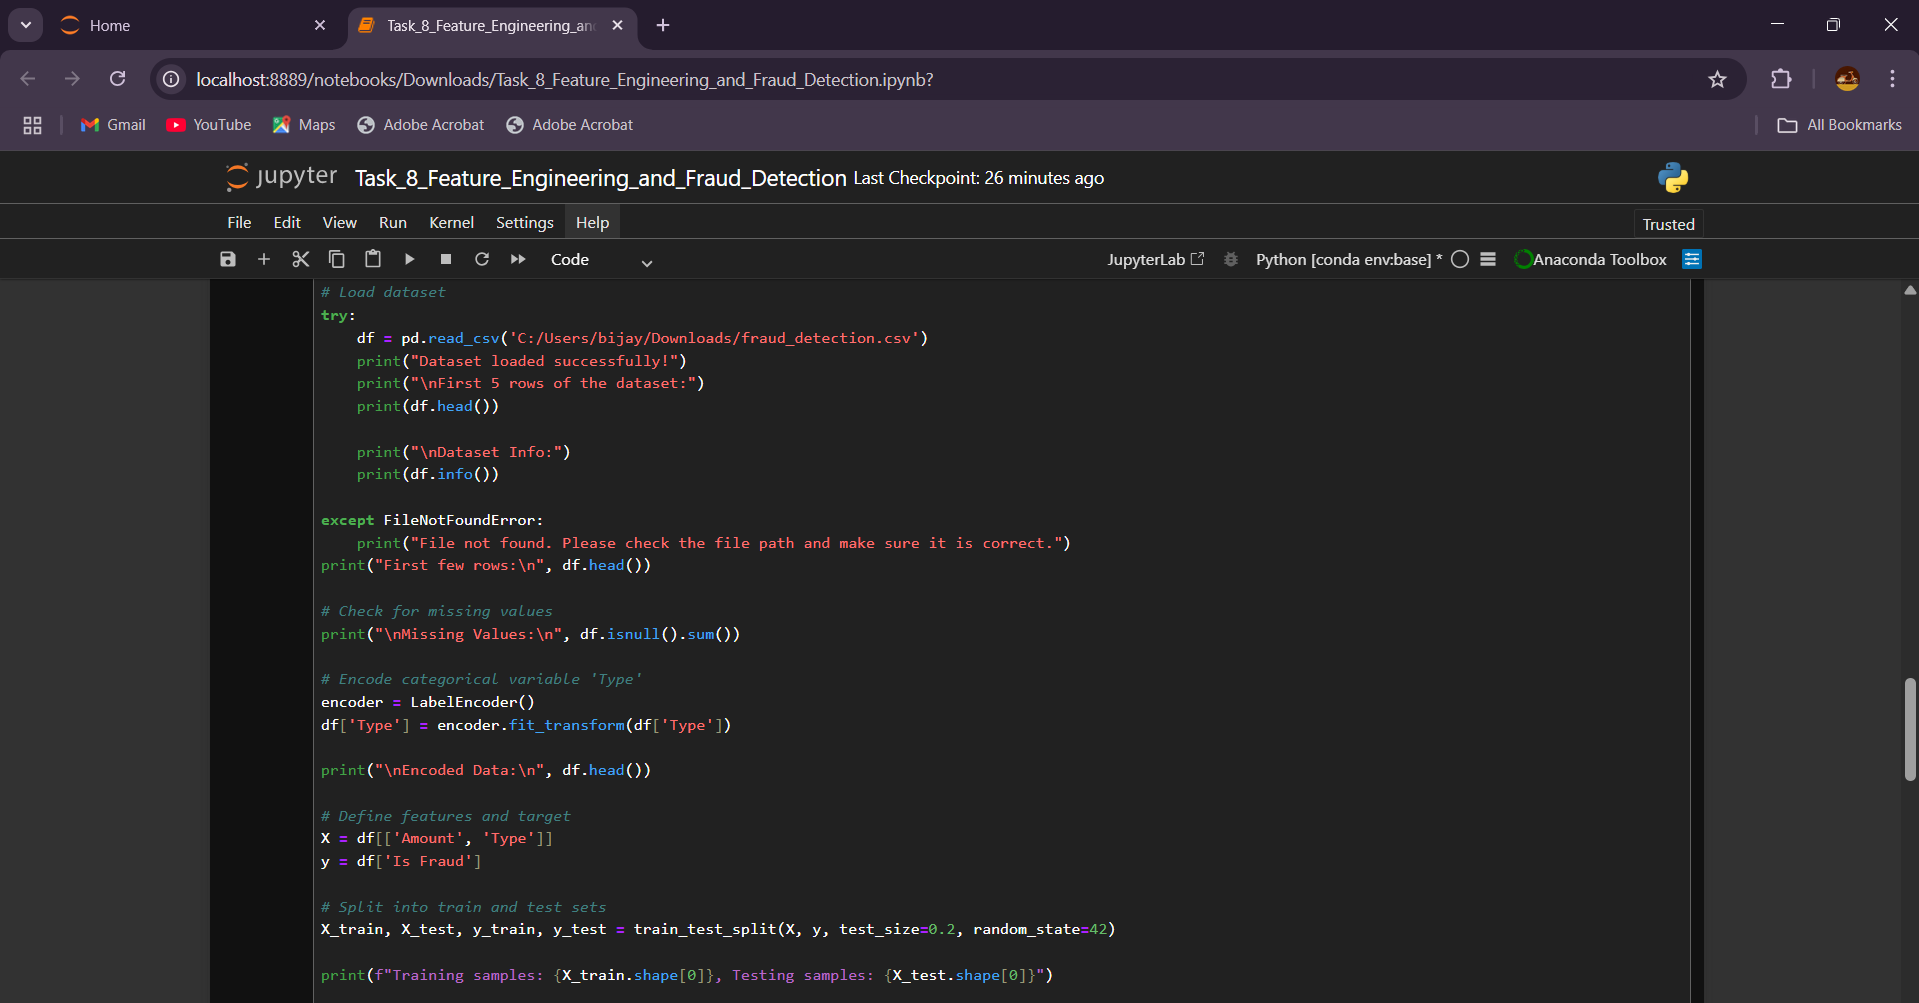 Home
Task_8_Feature_Engineering_an
localhost:8889/notebooks/Downloads/Task_8_Feature_Engineering_and_Fraud_Detection.ipynb?
Gmail
YouTube
Maps
Adobe Acrobat
Adobe Acrobat
All Bookmarks
jupyter
Task_8_Feature_Engineering_and_Fraud_Detection Last Checkpoint: 26 minutes ago
File Edit View Run Kernel Settings Help
Trusted
Code
JupyterLab
Python [conda env:base] *
Anaconda Toolbox
# Load dataset
try:
    df = pd.read_csv('C:/Users/bijay/Downloads/fraud_detection.csv')
    print("Dataset loaded successfully!")
    print("\nFirst 5 rows of the dataset:")
    print(df.head())
    print("\nDataset Info:")
    print(df.info())
except FileNotFoundError:
    print("File not found. Please check the file path and make sure it is correct.")
print("First few rows:\n", df.head())
# Check for missing values
print("\nMissing Values:\n", df.isnull().sum())
# Encode categorical variable 'Type'
encoder = LabelEncoder()
df['Type'] = encoder.fit_transform(df['Type'])
print("\nEncoded Data:\n", df.head())
# Define features and target
X = df[['Amount', 'Type']]
y = df['Is Fraud']
# Split into train and test sets
X_train, X_test, y_train, y_test = train_test_split(X, y, test_size=0.2, random_state=42)
print(f"Training samples: {X_train.shape[0]}, Testing samples: {X_test.shape[0]}")